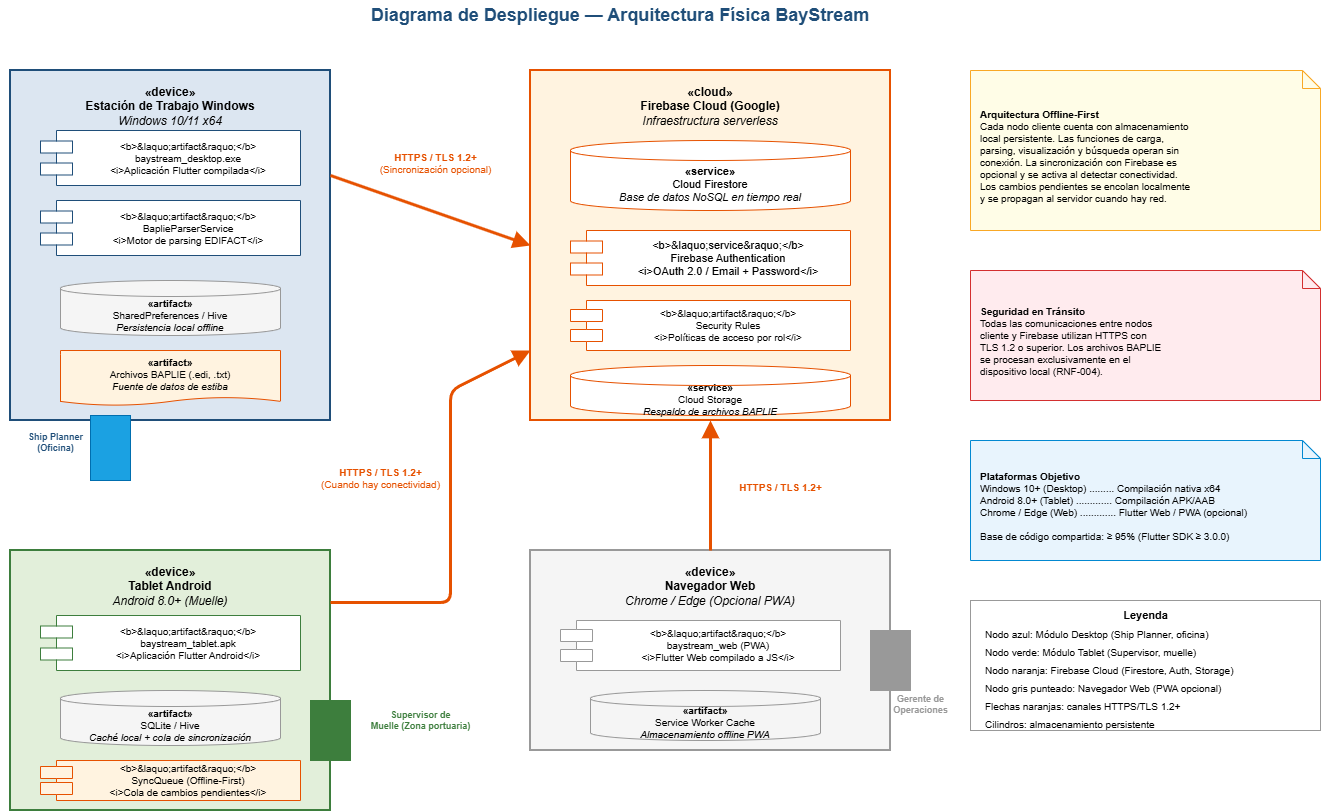 Diagrama de Despliegue — Arquitectura Física BayStream
«device»
Estación de Trabajo Windows
Windows 10/11 x64
<b>&laquo;artifact&raquo;</b>
baystream_desktop.exe
<i>Aplicación Flutter compilada</i>
<b>&laquo;artifact&raquo;</b>
BaplieParserService
<i>Motor de parsing EDIFACT</i>
«artifact»
SharedPreferences / Hive
Persistencia local offline
«artifact»
Archivos BAPLIE (.edi, .txt)
Fuente de datos de estiba
Ship Planner
(Oficina)
HTTPS / TLS 1.2+
(Sincronización opcional)
«cloud»
Firebase Cloud (Google)
Infraestructura serverless
«service»
Cloud Firestore
Base de datos NoSQL en tiempo real
<b>&laquo;service&raquo;</b>
Firebase Authentication
<i>OAuth 2.0 / Email + Password</i>
<b>&laquo;artifact&raquo;</b>
Security Rules
<i>Políticas de acceso por rol</i>
«service»
Cloud Storage
Respaldo de archivos BAPLIE
HTTPS / TLS 1.2+
(Cuando hay conectividad)
HTTPS / TLS 1.2+
«device»
Tablet Android
Android 8.0+ (Muelle)
<b>&laquo;artifact&raquo;</b>
baystream_tablet.apk
<i>Aplicación Flutter Android</i>
«artifact»
SQLite / Hive
Caché local + cola de sincronización
<b>&laquo;artifact&raquo;</b>
SyncQueue (Offline-First)
<i>Cola de cambios pendientes</i>
Supervisor de
Muelle (Zona portuaria)
«device»
Navegador Web
Chrome / Edge (Opcional PWA)
<b>&laquo;artifact&raquo;</b>
baystream_web (PWA)
<i>Flutter Web compilado a JS</i>
«artifact»
Service Worker Cache
Almacenamiento offline PWA
Gerente de
Operaciones
Arquitectura Offline-First
Cada nodo cliente cuenta con almacenamiento
local persistente. Las funciones de carga,
parsing, visualización y búsqueda operan sin
conexión. La sincronización con Firebase es
opcional y se activa al detectar conectividad.
Los cambios pendientes se encolan localmente
y se propagan al servidor cuando hay red.
Seguridad en Tránsito
Todas las comunicaciones entre nodos
cliente y Firebase utilizan HTTPS con
TLS 1.2 o superior. Los archivos BAPLIE
se procesan exclusivamente en el
dispositivo local (RNF-004).
Plataformas Objetivo
Windows 10+ (Desktop) ......... Compilación nativa x64
Android 8.0+ (Tablet) ............. Compilación APK/AAB
Chrome / Edge (Web) ............. Flutter Web / PWA (opcional)
Base de código compartida: ≥ 95% (Flutter SDK ≥ 3.0.0)
Leyenda
Nodo azul: Módulo Desktop (Ship Planner, oficina)
Nodo verde: Módulo Tablet (Supervisor, muelle)
Nodo naranja: Firebase Cloud (Firestore, Auth, Storage)
Nodo gris punteado: Navegador Web (PWA opcional)
Flechas naranjas: canales HTTPS/TLS 1.2+
Cilindros: almacenamiento persistente